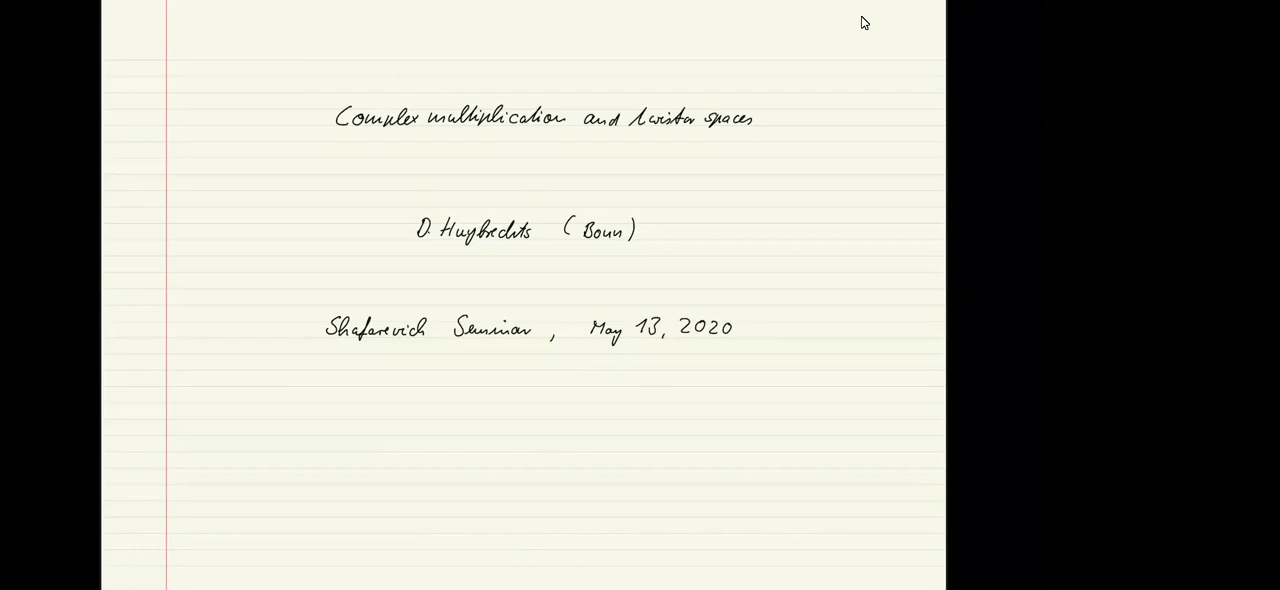 Complex multiplication and twistor spaces
D. Huybrechts (Bonn)
Shafarevich Seminar, May 13, 2020